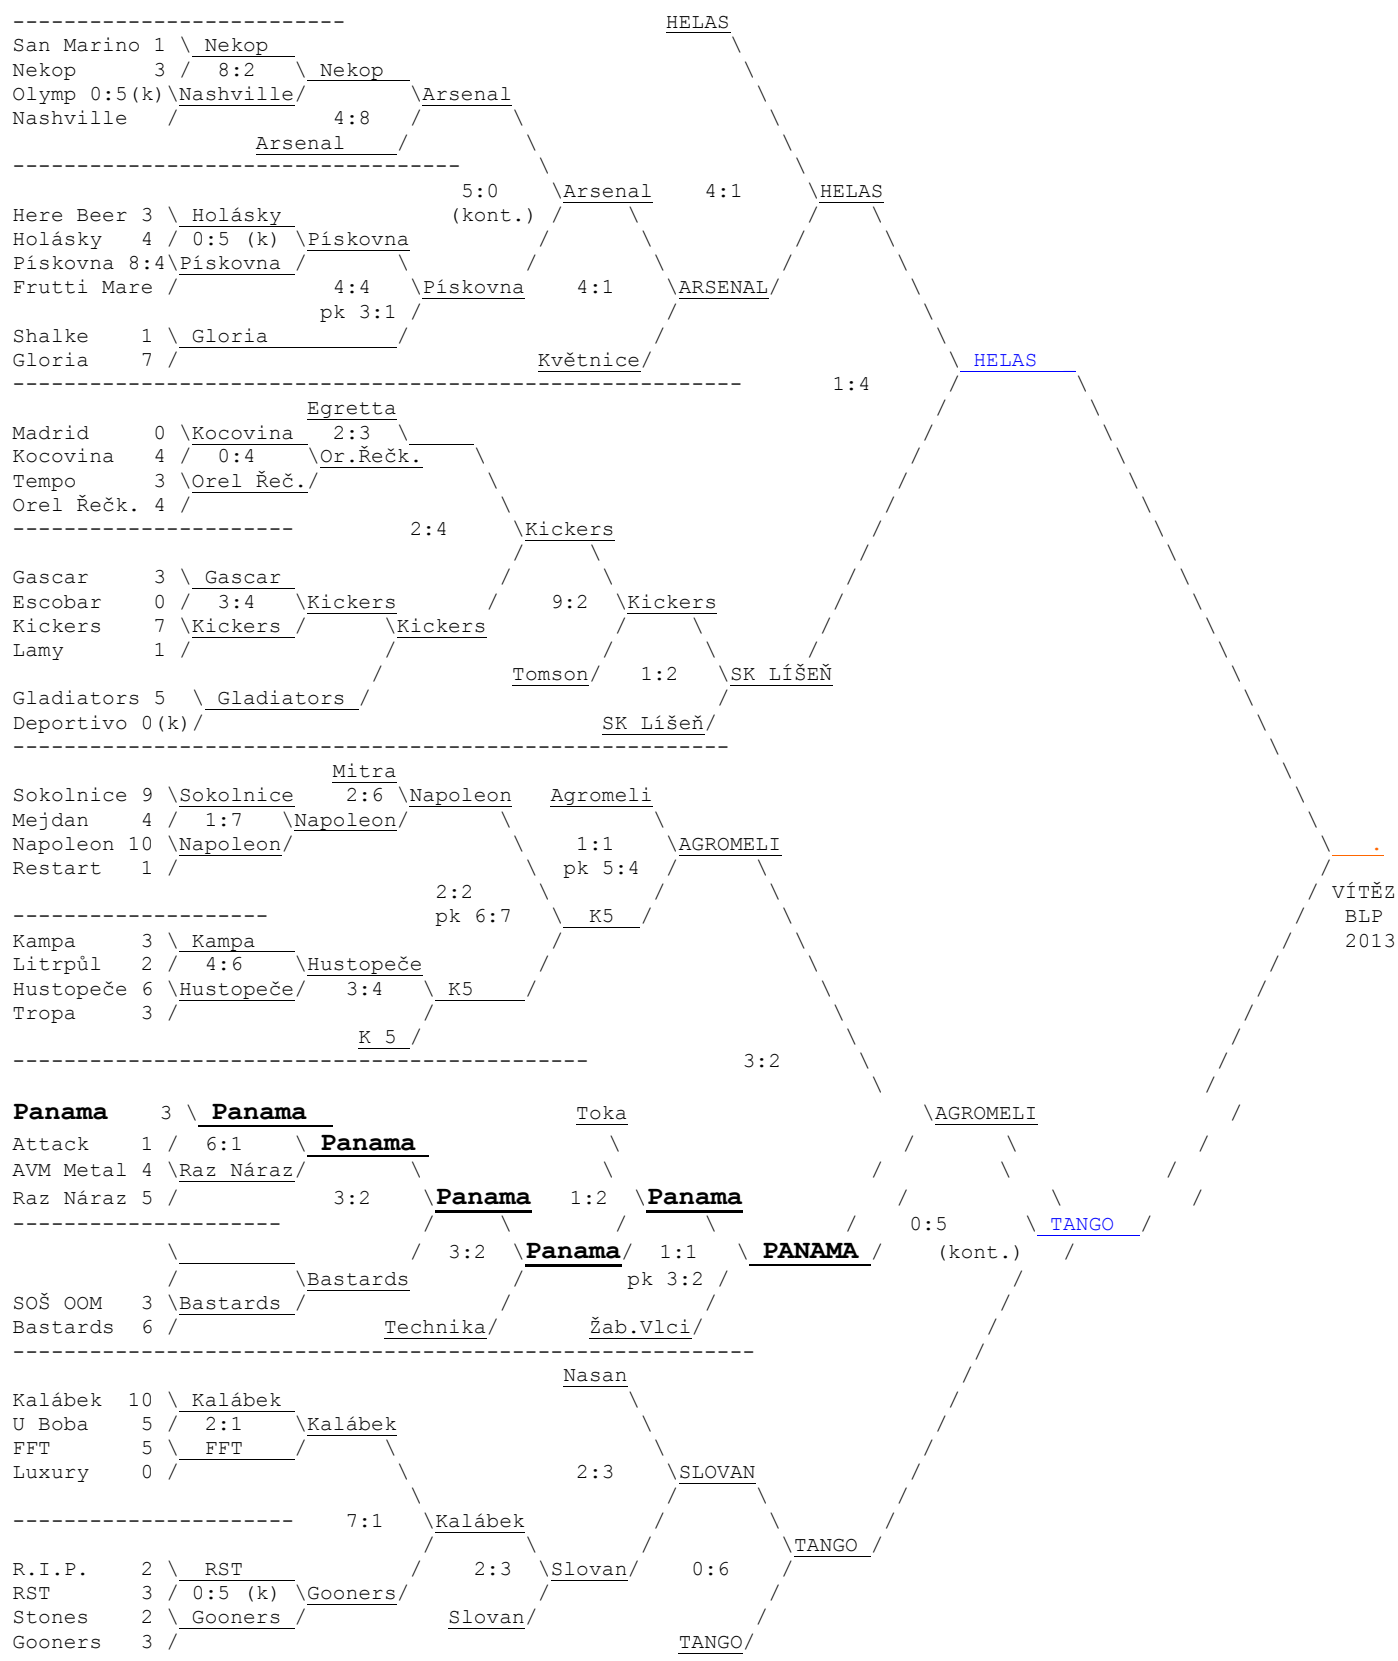 --------------------------                         HELAS
San Marino 1 \ Nekop                                    \
Nekop      3 /  8:2   \ Nekop                            \
Olymp 0:5(k)\Nashville/        \Arsenal                   \
Nashville   /            4:8   /       \                   \
                   Arsenal    /         \                   \
-----------------------------------      \                   \
                                   5:0    \Arsenal    4:1     \HELAS
Here Beer 3 \ Holásky             (kont.) /     \             /    \
Holásky   4 / 0:5 (k) \Pískovna          /       \           /      \
Pískovna 8:4\Pískovna /       \         /         \         /        \
Frutti Mare /            4:4   \Pískovna    4:1    \ARSENAL/          \
                        pk 3:1 /                   /                   \
Shalke    1 \ Gloria          /                   /                     \
Gloria    7 /                            Květnice/                       \ HELAS
---------------------------------------------------------       1:4      /        \
                       Egretta                                          /          \
Madrid     0 \Kocovina   2:3  \                                        /            \
Kocovina   4 /  0:4    \Or.Řečk.    \                                 /              \
Tempo      3 \Orel Řeč./             \                               /                \
Orel Řečk. 4 /                        \                             /                  \
----------------------         2:4     \Kickers                    /                    \
                                       /     \                    /                      \
Gascar     3 \ Gascar                 /       \                  /                        \
Escobar    0 /  3:4   \Kickers       /    9:2  \Kickers         /                          \
Kickers    7 \Kickers /      \Kickers          /     \         /                            \
Lamy       1 /               /                /       \       /                              \
                            /          Tomson/   1:2   \SK LÍŠEŇ                              \
Gladiators 5  \ Gladiators /                           /                                       \
Deportivo 0(k)/                               SK Líšeň/                                         \
--------------------------------------------------------                                         \
                         Mitra                                                                    \
Sokolnice 9 \Sokolnice    2:6 \Napoleon   Agromeli                                                 \
Mejdan    4 /  1:7   \Napoleon/       \           \                                                 \
Napoleon 10 \Napoleon/                 \    1:1    \AGROMELI                                         \
Restart   1 /                           \  pk 5:4  /      \                                           \    .
                                 2:2     \        /        \                                          / VÍTĚZ
--------------------             pk 6:7   \  K5  /          \                                        /   BLP
Kampa     3 \ Kampa                       /                  \                                      /    2013
Litrpůl   2 /  4:6   \Hustopeče          /                    \                                    /
Hustopeče 6 \Hustopeče/   3:4   \ K5    /                      \                                  /
Tropa     3 /                   /                               \                                /
                           K 5 /                                 \                              /
---------------------------------------------            3:2      \                            /
                                                                   \                          /
Panama    3 \ Panama                        Toka                        \AGROMELI               /
Attack    1 /  6:1    \ Panama                 \                      /       \              /
AVM Metal 4 \Raz Náraz/        \              \                    /         \          /
Raz Náraz 5 /            3:2    \Panama   1:2  \Panama            /           \          /
---------------------           /     \        /    \          /    0:5      \ TANGO  /
            \                  /  3:2  \Panama/  1:1   \ PANAMA /    (kont.)   /
            /         \Bastards        /       pk 3:2 /                   /
SOŠ OOM   3 \Bastards /               /               /                  /
Bastards  6 /                Technika/       Žab.Vlci/                  /
----------------------------------------------------------             /
                                           Nasan                      /
Kalábek  10 \ Kalábek                           \                    /
U Boba    5 /  2:1    \Kalábek                   \                  /
FFT       5 \  FFT    /      \                    \                /
Luxury    0 /                 \             2:3    \SLOVAN        /
                               \                   /      \      /
----------------------    7:1   \Kalábek          /        \    /
                                /       \        /          \TANGO /
R.I.P.    2 \  RST             /    2:3  \Slovan/    0:6    /
RST       3 / 0:5 (k) \Gooners/          /                 /
Stones    2 \ Gooners /           Slovan/                 /
Gooners   3 /                                       TANGO/